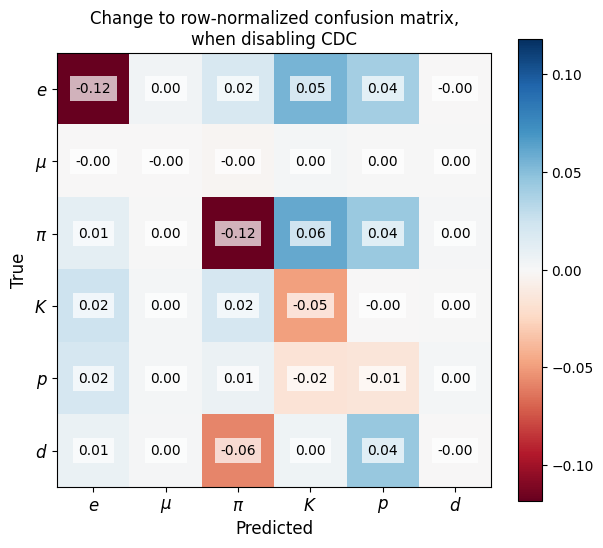 Change to row-normalized confusion matrix,
when disabling CDC
e -0.12 0.00 0.02 0.05 0.04 -0.00
μ -0.00 -0.00 -0.00 0.00 0.00 0.00
π 0.01 0.00 -0.12 0.06 0.04 0.00
K 0.02 0.00 0.02 -0.05 -0.00 0.00
p 0.02 0.00 0.01 -0.02 -0.01 0.00
d 0.01 0.00 -0.06 0.00 0.04 -0.00
e μ π K p d
True
Predicted
0.10
0.05
0.00
−0.05
−0.10